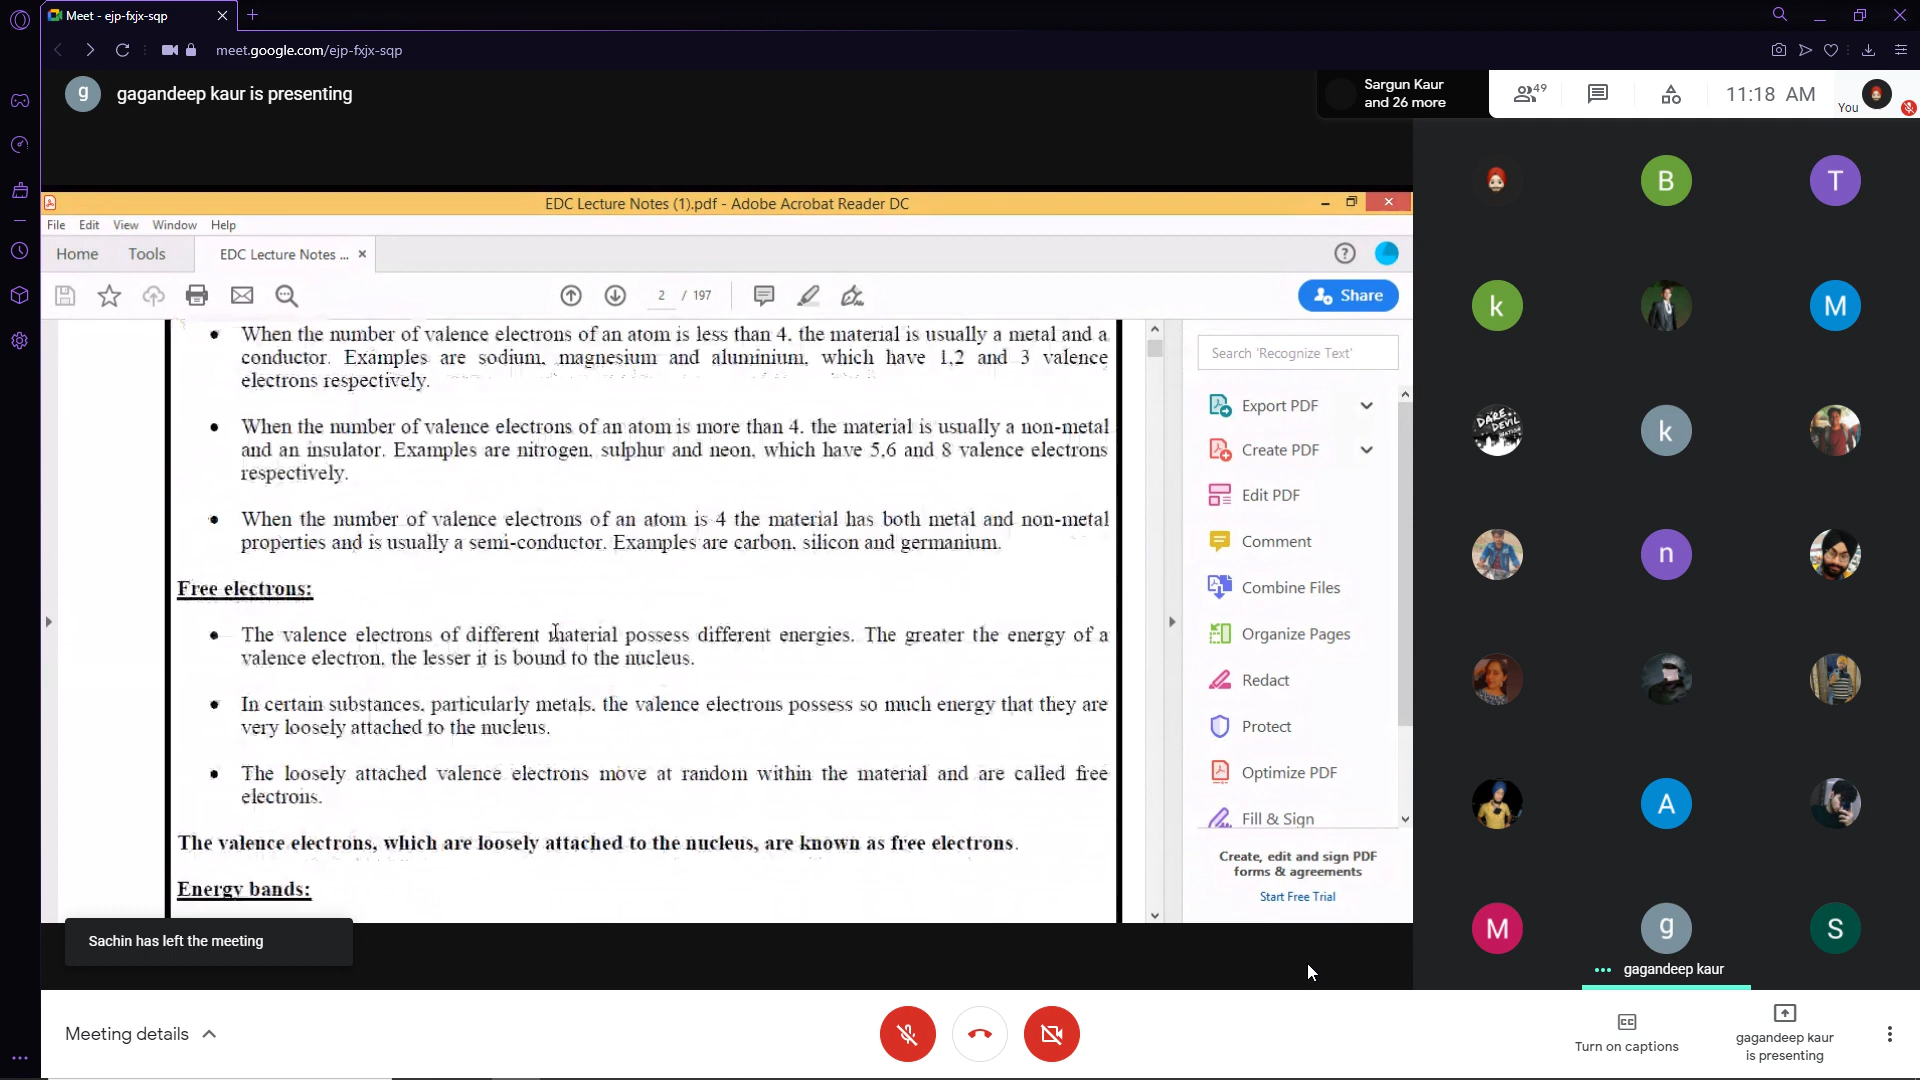 Meet - ejp-fxjx-sqp
meet.google.com/ejp-fxjx-sqp
g
gagandeep kaur is presenting
Sargun Kaur
and 26 more
49
11:18 AM
You
EDC Lecture Notes (1).pdf - Adobe Acrobat Reader DC
File Edit View Window Help
Home Tools EDC Lecture Notes ...
2 / 197
Share
When the number of valence electrons of an atom is less than 4. the material is usually a metal and a
conductor. Examples are sodium, magnesium and aluminium, which have 1,2 and 3 valence
electrons respectively.
When the number of valence electrons of an atom is more than 4. the material is usually a non-metal
and an insulator. Examples are nitrogen, sulphur and neon, which have 5,6 and 8 valence electrons
respectively.
When the number of valence electrons of an atom is 4 the material has both metal and non-metal
properties and is usually a semi-conductor. Examples are carbon, silicon and germanium.
Free electrons:
The valence electrons of different material possess different energies. The greater the energy of a
valence electron, the lesser it is bound to the nucleus.
In certain substances, particularly metals, the valence electrons possess so much energy that they are
very loosely attached to the nucleus.
The loosely attached valence electrons move at random within the material and are called free
electrons.
The valence electrons, which are loosely attached to the nucleus, are known as free electrons.
Energy bands:
Search 'Recognize Text'
Export PDF
Create PDF
Edit PDF
Comment
Combine Files
Organize Pages
Redact
Protect
Optimize PDF
Fill & Sign
Create, edit and sign PDF
forms & agreements
Start Free Trial
B
T
k
M
DARE
DEVIL
k
n
A
M
g
S
gagandeep kaur
Sachin has left the meeting
Meeting details
Turn on captions
gagandeep kaur
is presenting